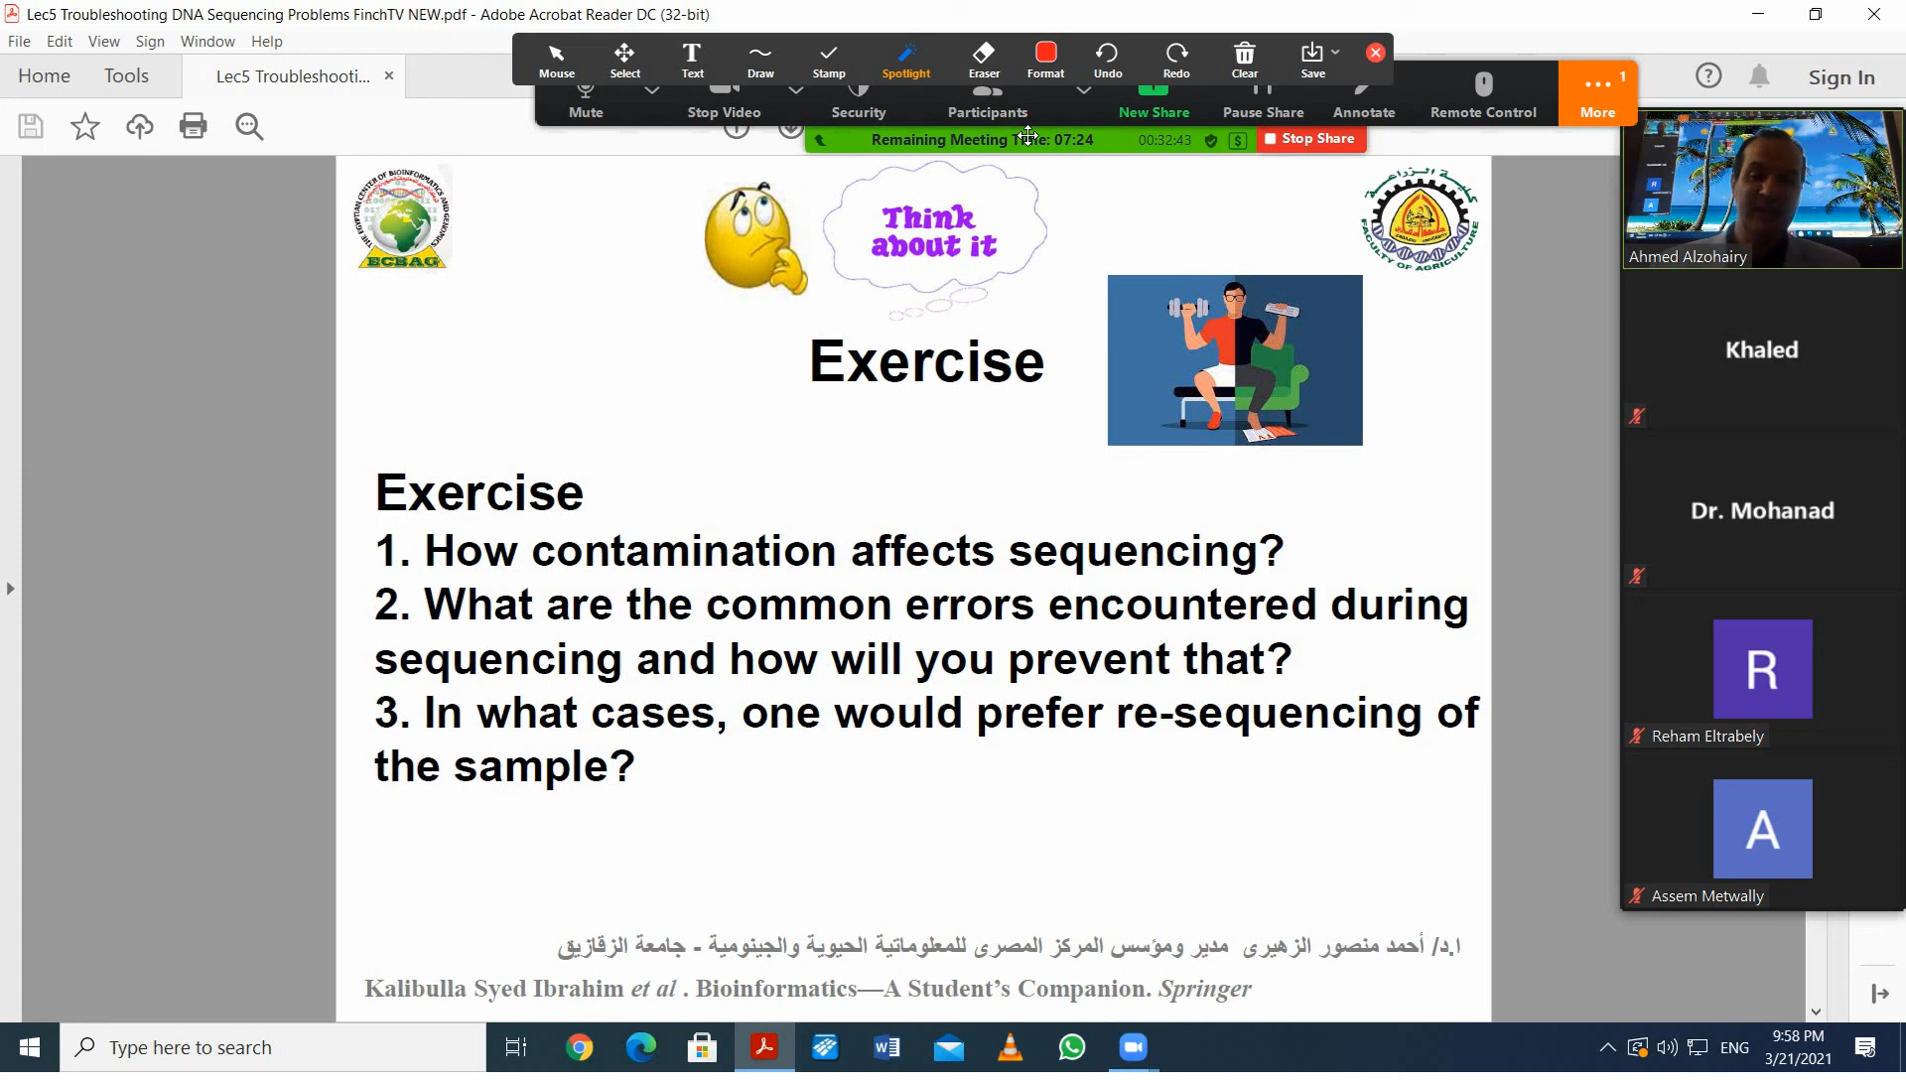 Lec5 Troubleshooting DNA Sequencing Problems FinchTV NEW.pdf - Adobe Acrobat Reader DC (32-bit)
File Edit View Sign Window Help
Mouse Select Text Draw Stamp Spotlight Eraser Format Undo Redo Clear Save
Home Tools Lec5 Troubleshooti... × Sign In
Mute Stop Video Security Participants New Share Pause Share Annotate Remote Control More 1
Remaining Meeting Time: 07:24 00:32:43 Stop Share
Think
about it
ECBAG
FACULTY OF AGRICULTURE
Ahmed Alzohairy
Khaled
Dr. Mohanad
R
Reham Eltrabely
A
Assem Metwally
Exercise
Exercise
1. How contamination affects sequencing?
2. What are the common errors encountered during
sequencing and how will you prevent that?
3. In what cases, one would prefer re-sequencing of
the sample?
ا.د/ أحمد منصور الزهيرى مدير ومؤسس المركز المصرى للمعلوماتية الحيوية والجينومية - جامعة الزقازيق
Kalibulla Syed Ibrahim et al . Bioinformatics—A Student's Companion. Springer
Type here to search
ENG
9:58 PM
3/21/2021